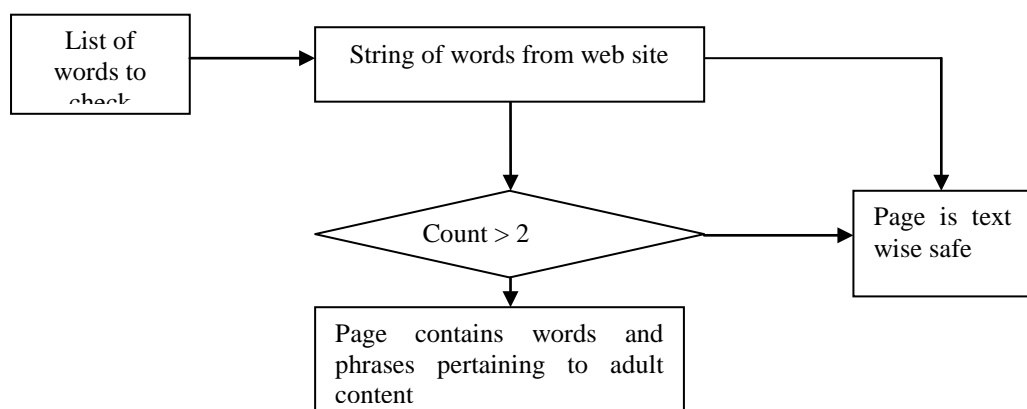 List of
words to
check
String of words from web site
Count > 2
Page is text
wise safe
Page contains words and
phrases pertaining to adult
content